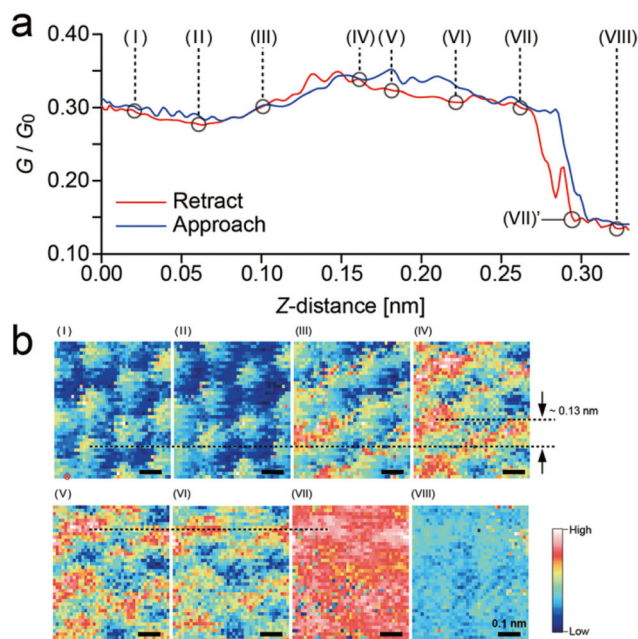 a
(I) (II) (III) (IV) (V) (VI) (VII) (VIII)
0.40
0.30
0.20
0.10
G / G0
Retract
Approach
(VII)'
0.00 0.05 0.10 0.15 0.20 0.25 0.30
Z-distance [nm]
b
(I) (II) (III) (IV)
~ 0.13 nm
(V) (VI) (VII) (VIII)
High
Low
0.1 nm